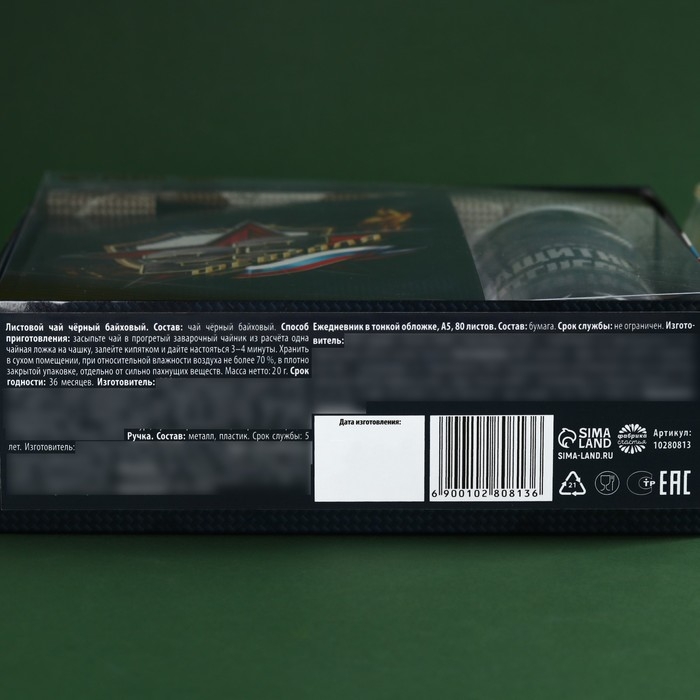 ФЕВРАЛЯ
Листовой чай чёрный байховый. Состав: чай чёрный байховый. Способ
приготовления: засыпьте чай в прогретый заварочный чайник из расчёта одна
чайная ложка на чашку, залейте кипятком и дайте настояться 3–4 минуты. Хранить
в сухом помещении, при относительной влажности воздуха не более 70 %, в плотно
закрытой упаковке, отдельно от сильно пахнущих веществ. Масса нетто: 20 г. Срок
годности: 36 месяцев. Изготовитель:
Ручка. Состав: металл, пластик. Срок службы: 5
лет. Изготовитель:
Ежедневник в тонкой обложке, А5, 80 листов. Состав: бумага. Срок службы: не ограничен. Изгото-
витель:
Дата изготовления:
6 900102 808136
SIMA
LAND
SIMA-LAND.RU
фабрика
счастья
Артикул:
10280813
21
СТР
ЕАС